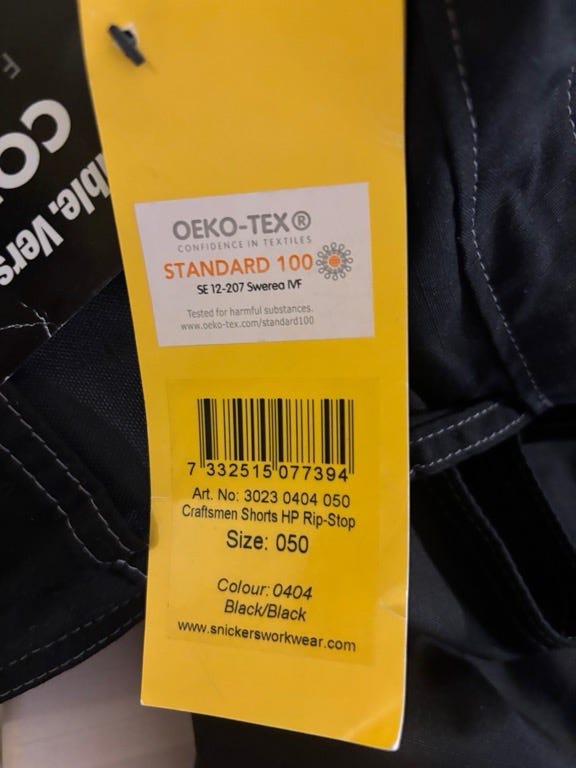 OEKO-TEX®
CONFIDENCE IN TEXTILES
STANDARD 100
SE 12-207 Swerea IVF
Tested for harmful substances.
www.oeko-tex.com/standard100
7 332515 077394
Art. No: 3023 0404 050
Craftsmen Shorts HP Rip-Stop
Size: 050
Colour: 0404
Black/Black
www.snickersworkwear.com